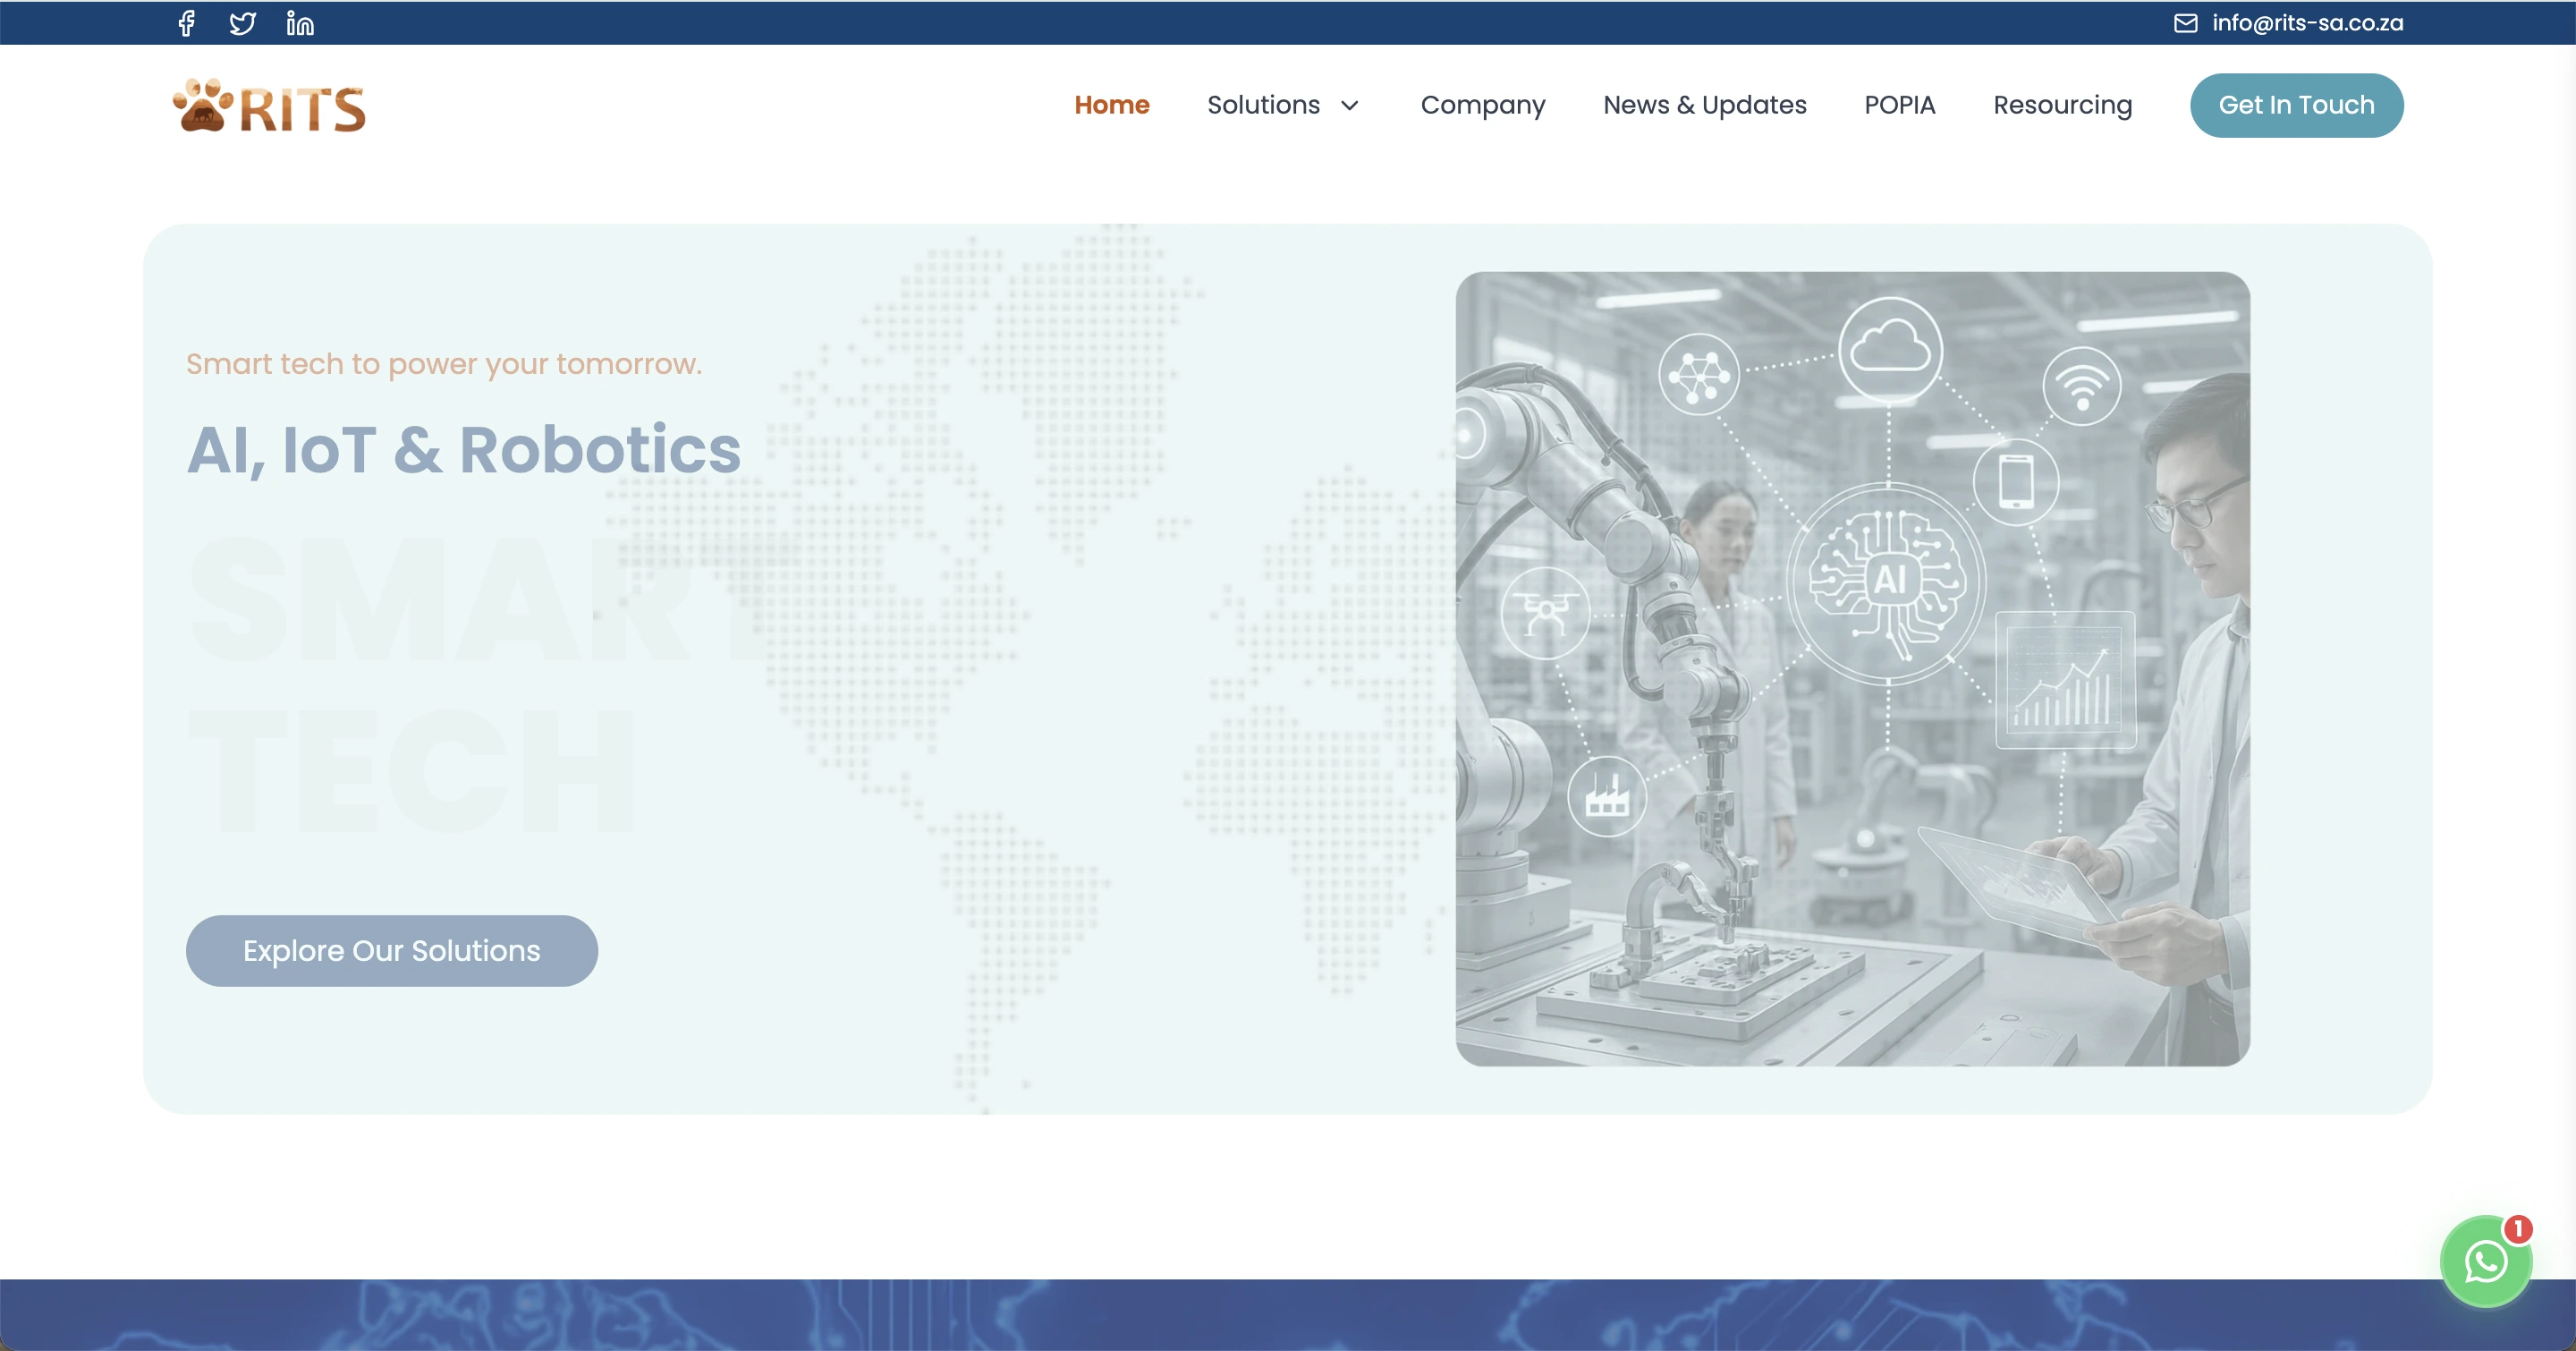 info@rits-sa.co.za
RITS
Home Solutions Company News & Updates POPIA Resourcing Get In Touch
Smart tech to power your tomorrow.
AI, IoT & Robotics
SMART
TECH
Explore Our Solutions
AI
1